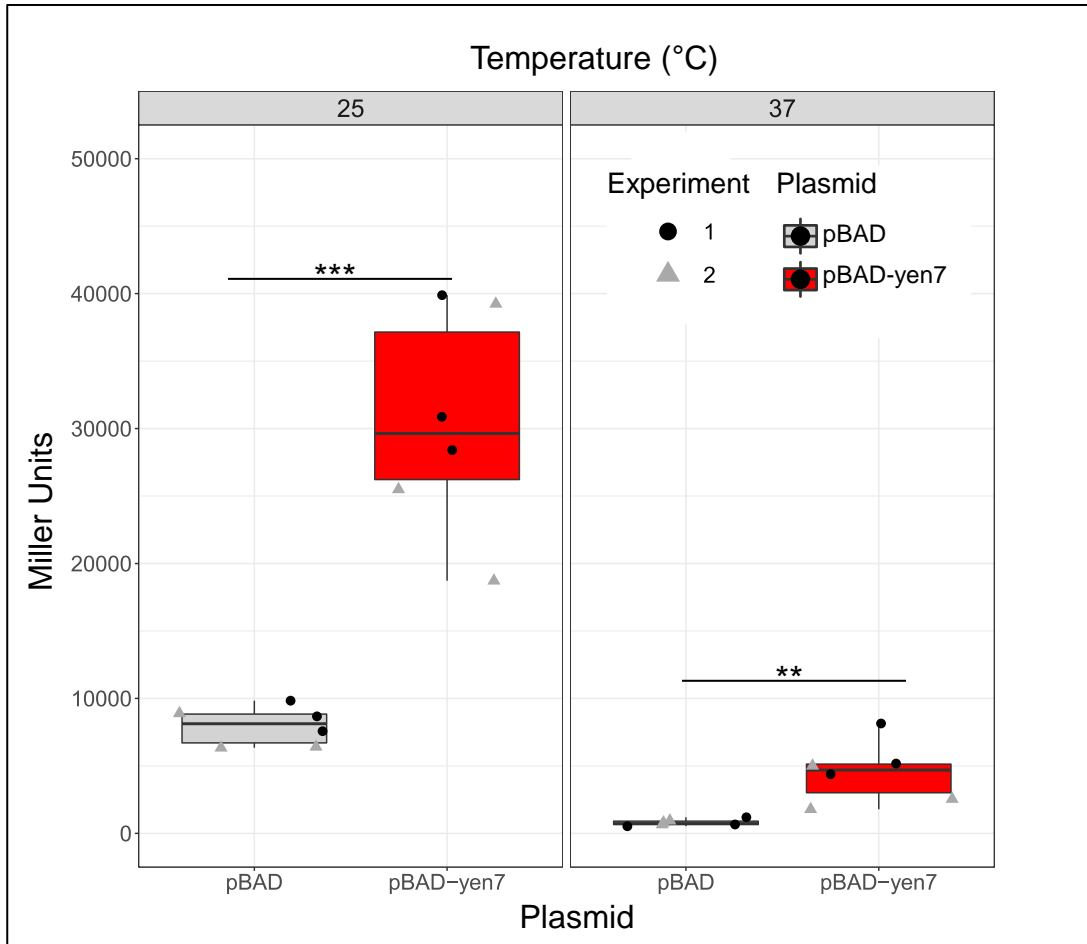 Temperature (°C)
25
37
50000
40000
30000
20000
10000
0
Miller Units
***
**
Experiment
1
2
Plasmid
pBAD
pBAD-yen7
pBAD
pBAD-yen7
pBAD
pBAD-yen7
Plasmid